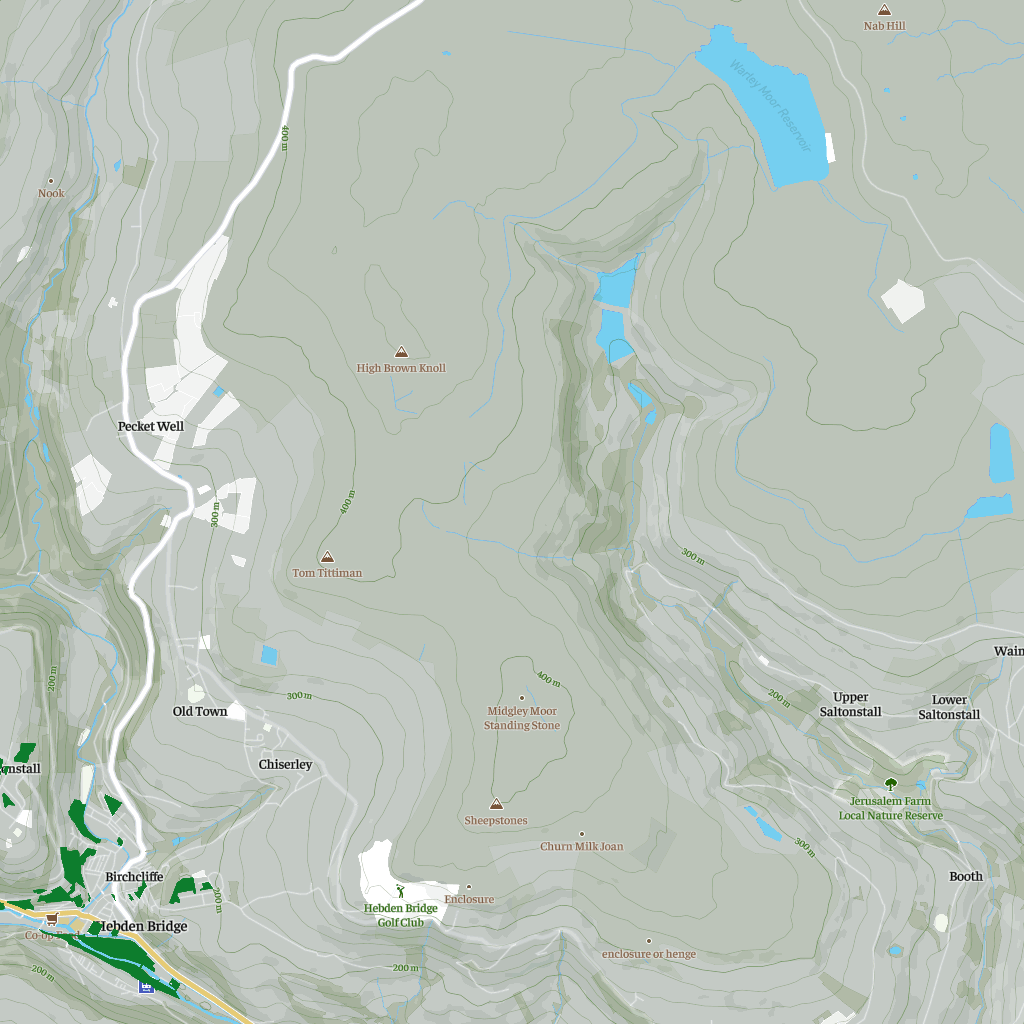 Nab Hill
Warley Moor Reservoir
400 m
Nook
High Brown Knoll
Pecket Well
400 m
300 m
300 m
Tom Tittiman
200 m
400 m
300 m
200 m
Midgley Moor
Standing Stone
Old Town
Upper
Saltonstall
Lower
Saltonstall
Chiserley
Jerusalem Farm
Local Nature Reserve
Sheepstones
Churn Milk Joan
300 m
Birchcliffe
Booth
Enclosure
200 m
Hebden Bridge
Golf Club
Hebden Bridge
enclosure or henge
200 m
200 m